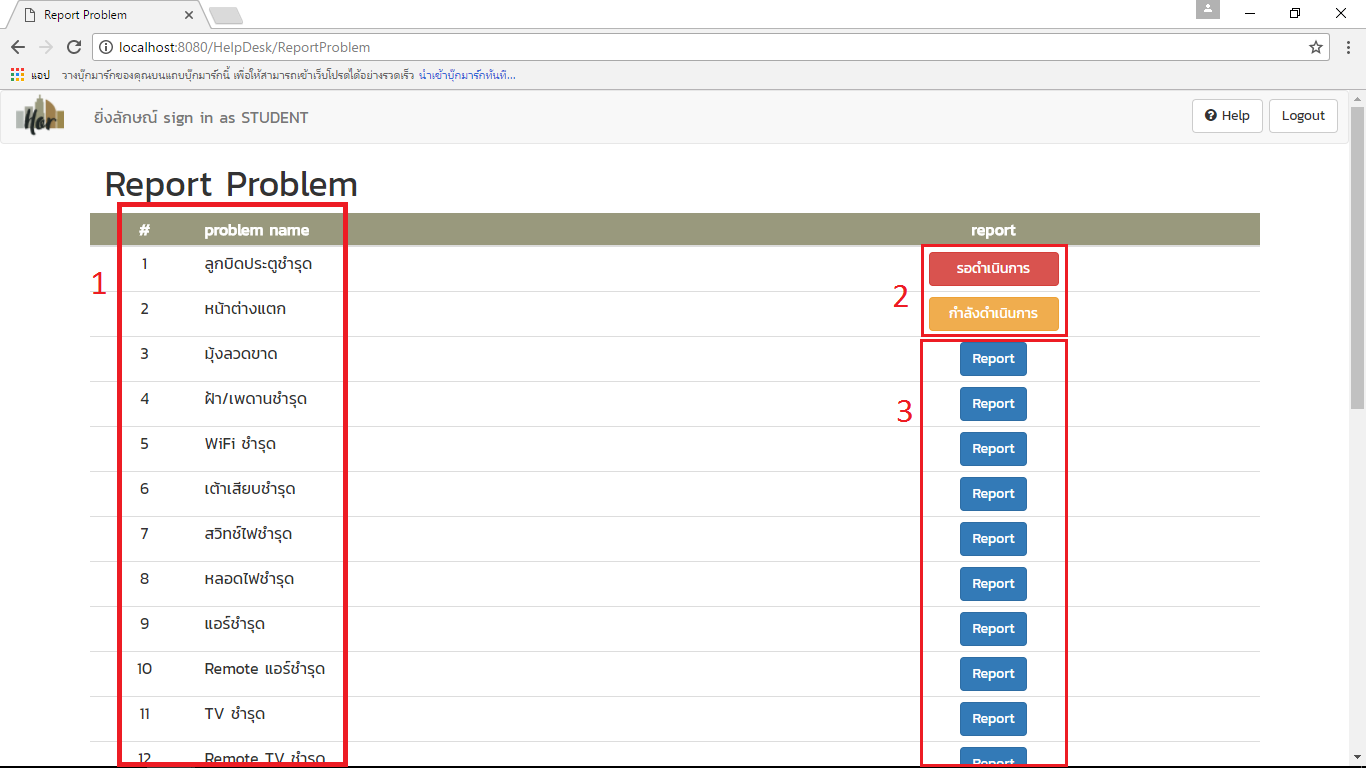 Report Problem
localhost:8080/HelpDesk/ReportProblem
แอป วางบุ๊กมาร์กของคุณบนแถบบุ๊กมาร์กนี้ เพื่อให้สามารถเข้าเว็บโปรดได้อย่างรวดเร็ว นำเข้าบุ๊กมาร์กทันที...
Hor ยิ่งลักษณ์ sign in as STUDENT Help Logout
Report Problem
# problem name report
1 ลูกบิดประตูชำรุด รอดำเนินการ
1 2
2 หน้าต่างแตก กำลังดำเนินการ
3 มุ้งลวดขาด Report
4 ฝ้า/เพดานชำรุด Report
3
5 WiFi ชำรุด Report
6 เต้าเสียบชำรุด Report
7 สวิทช์ไฟชำรุด Report
8 หลอดไฟชำรุด Report
9 แอร์ชำรุด Report
10 Remote แอร์ชำรุด Report
11 TV ชำรุด Report
12 Remote TV ชำรุด Report